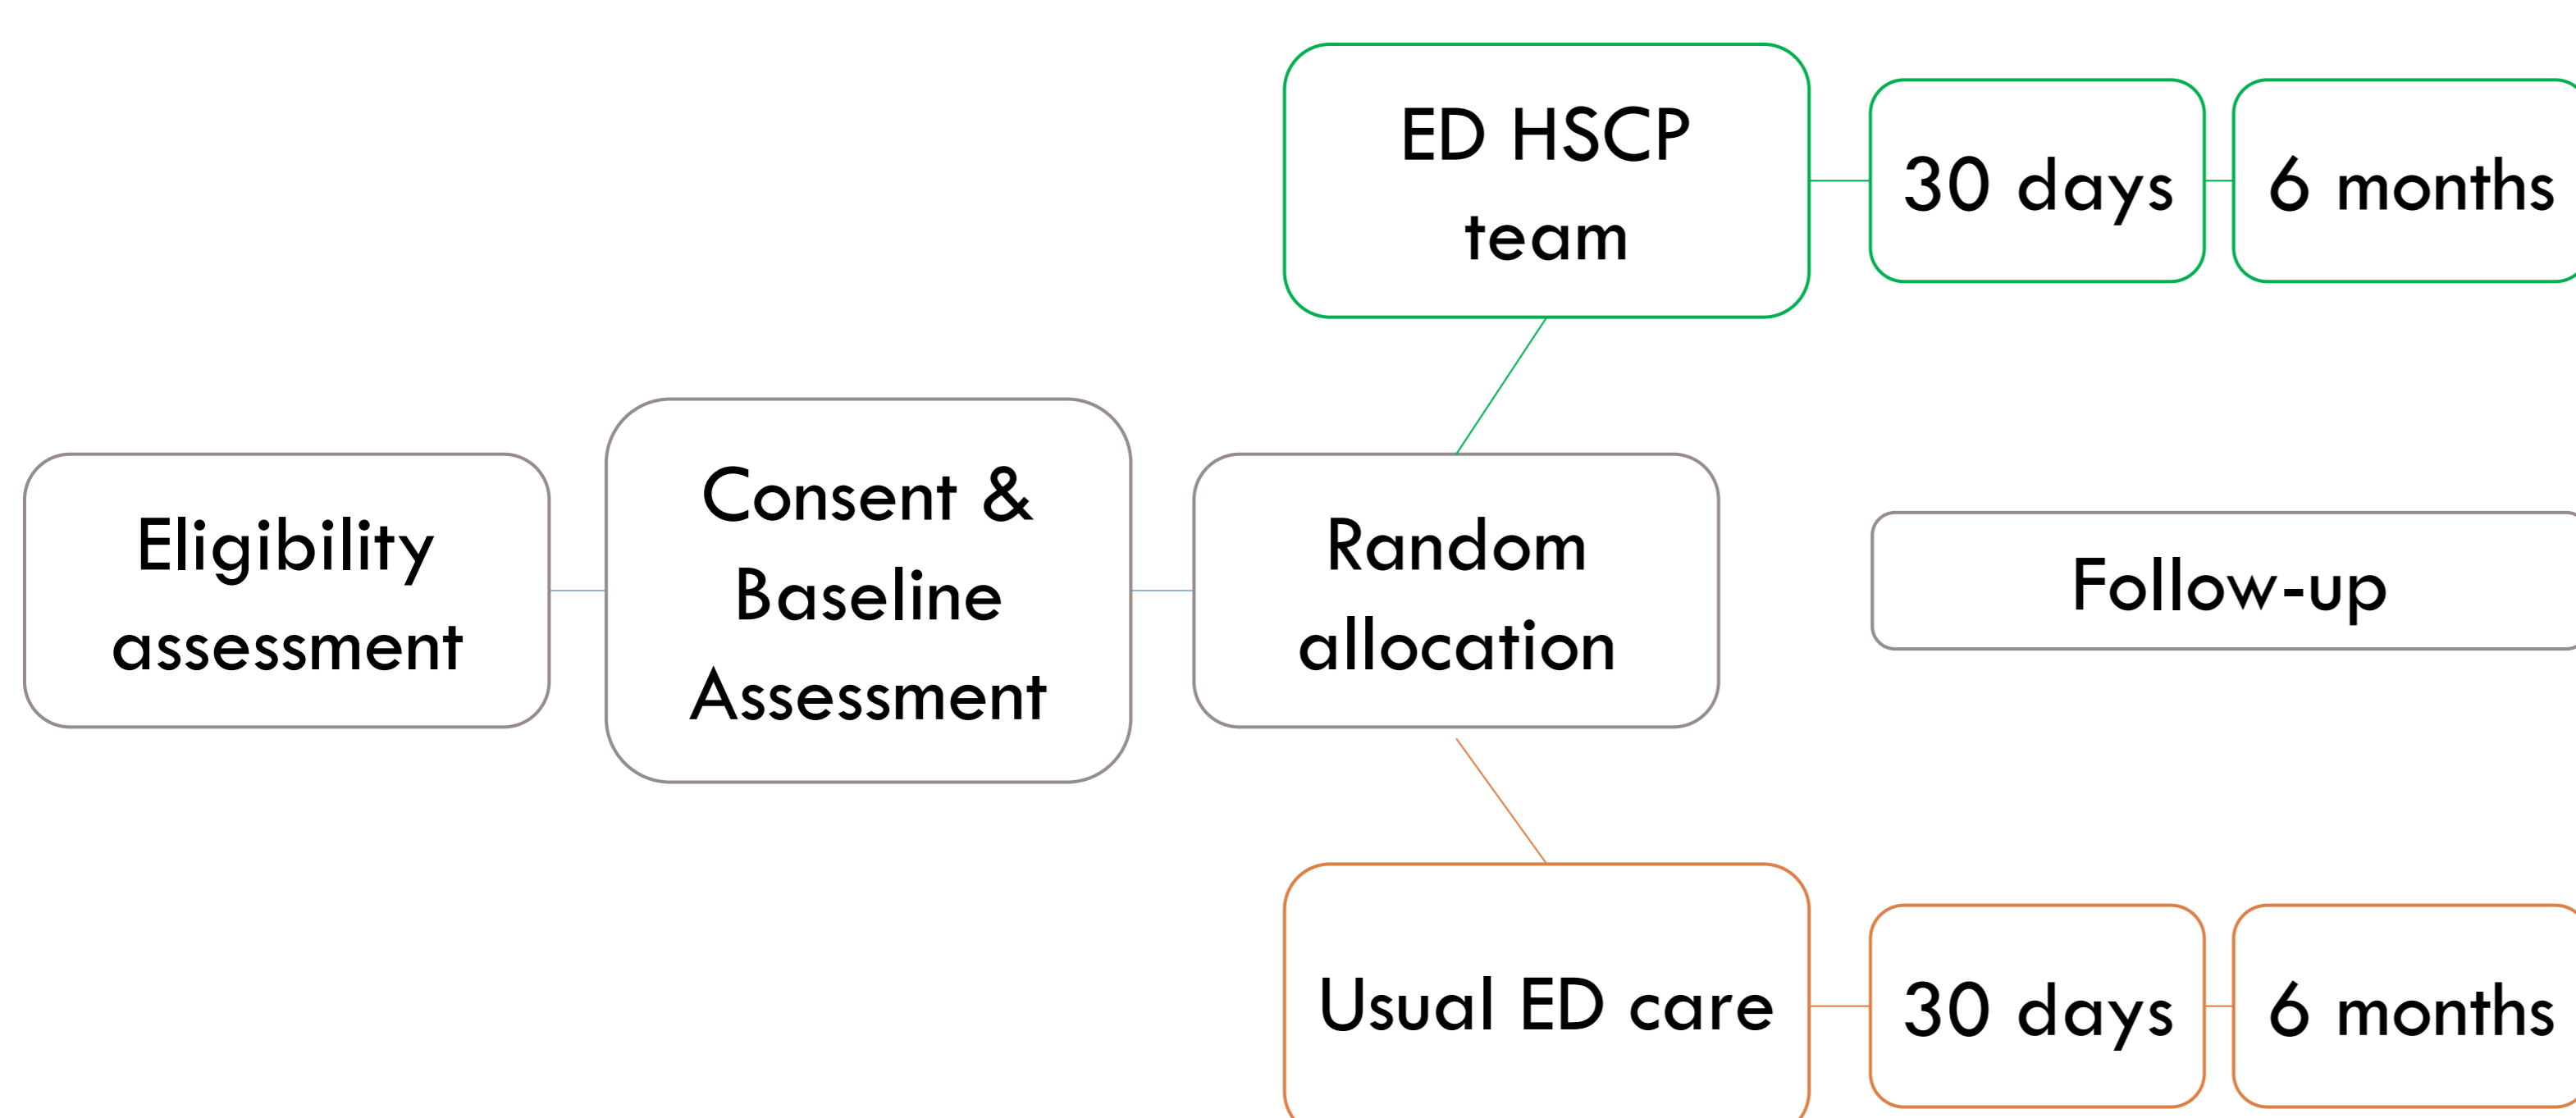 ED HSCP
team
30 days
6 months
Eligibility
assessment
Consent &
Baseline
Assessment
Random
allocation
Follow-up
Usual ED care
30 days
6 months